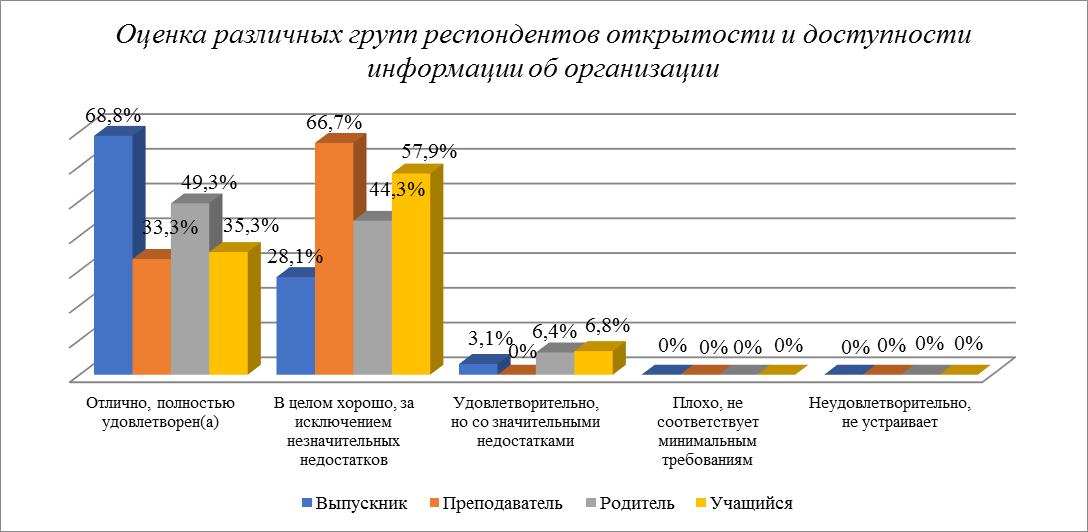 Оценка различных групп респондентов открытости и доступности
информации об организации
68,8%
33,3%
49,3%
35,3%
28,1%
66,7%
44,3%
57,9%
3,1%
0%
6,4%
6,8%
0%
0%
0%
0%
0%
0%
0%
0%
Отлично, полностью
удовлетворен(а)
В целом хорошо, за
исключением
незначительных
недостатков
Удовлетворительно,
но со значительными
недостатками
Плохо, не
соответствует
минимальным
требованиям
Неудовлетворительно,
не устраивает
Выпускник
Преподаватель
Родитель
Учащийся